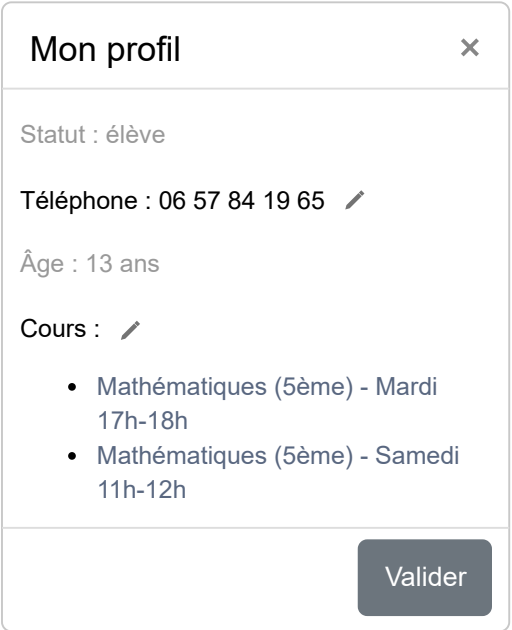 Mon profil ×
Statut : élève
Téléphone : 06 57 84 19 65
Âge : 13 ans
Cours :
• Mathématiques (5ème) - Mardi
17h-18h
• Mathématiques (5ème) - Samedi
11h-12h
Valider